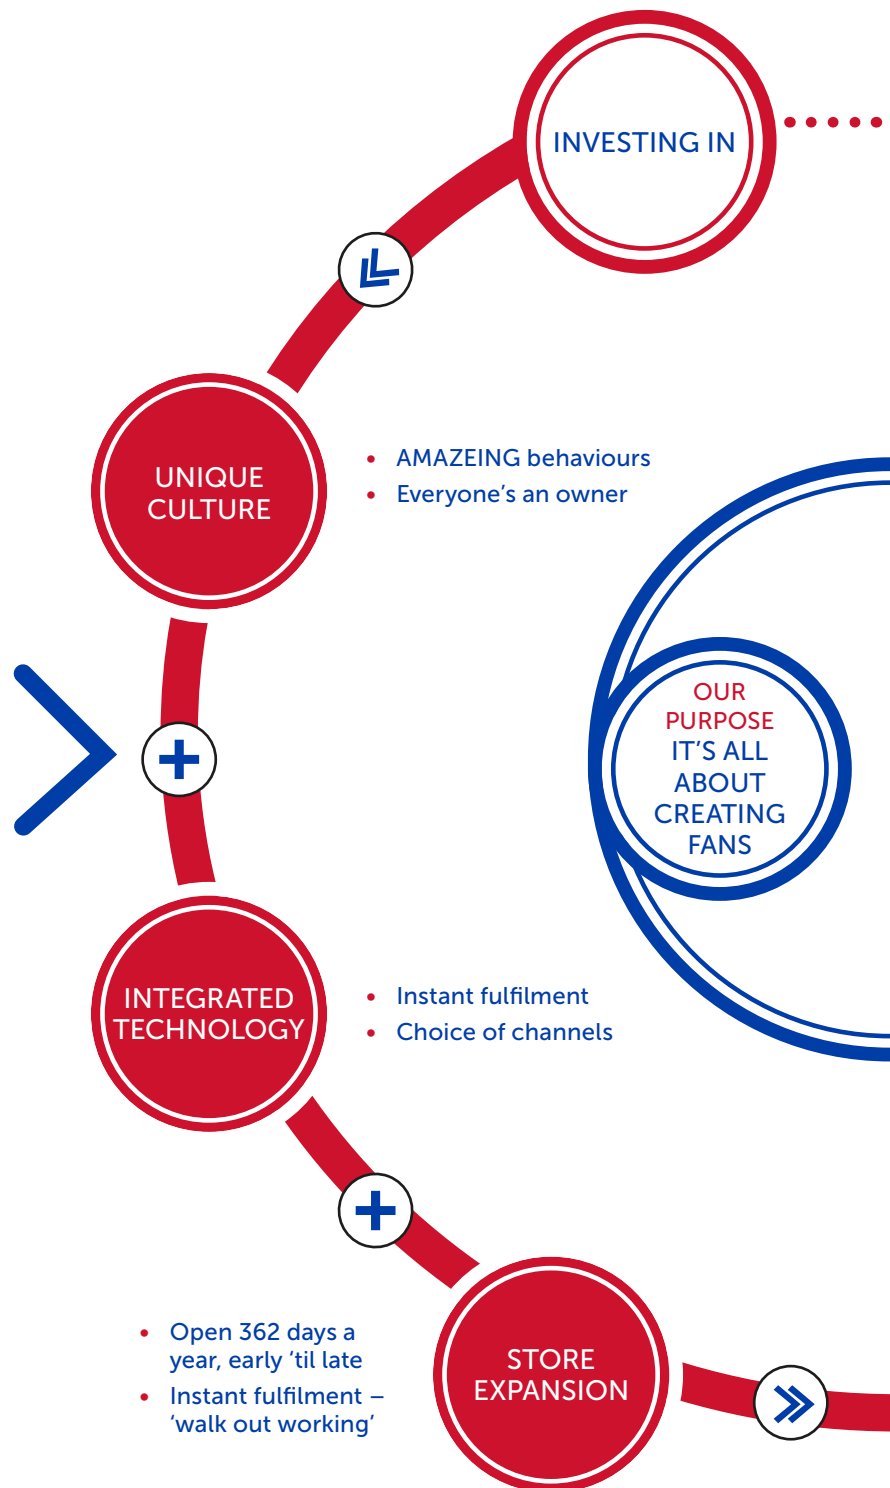 INVESTING IN
UNIQUE
CULTURE
• AMAZEING behaviours
• Everyone’s an owner
OUR
PURPOSE
IT’S ALL
ABOUT
CREATING
FANS
INTEGRATED
TECHNOLOGY
• Instant fulfilment
• Choice of channels
• Open 362 days a
year, early ‘til late
• Instant fulfilment –
‘walk out working’
STORE
EXPANSION